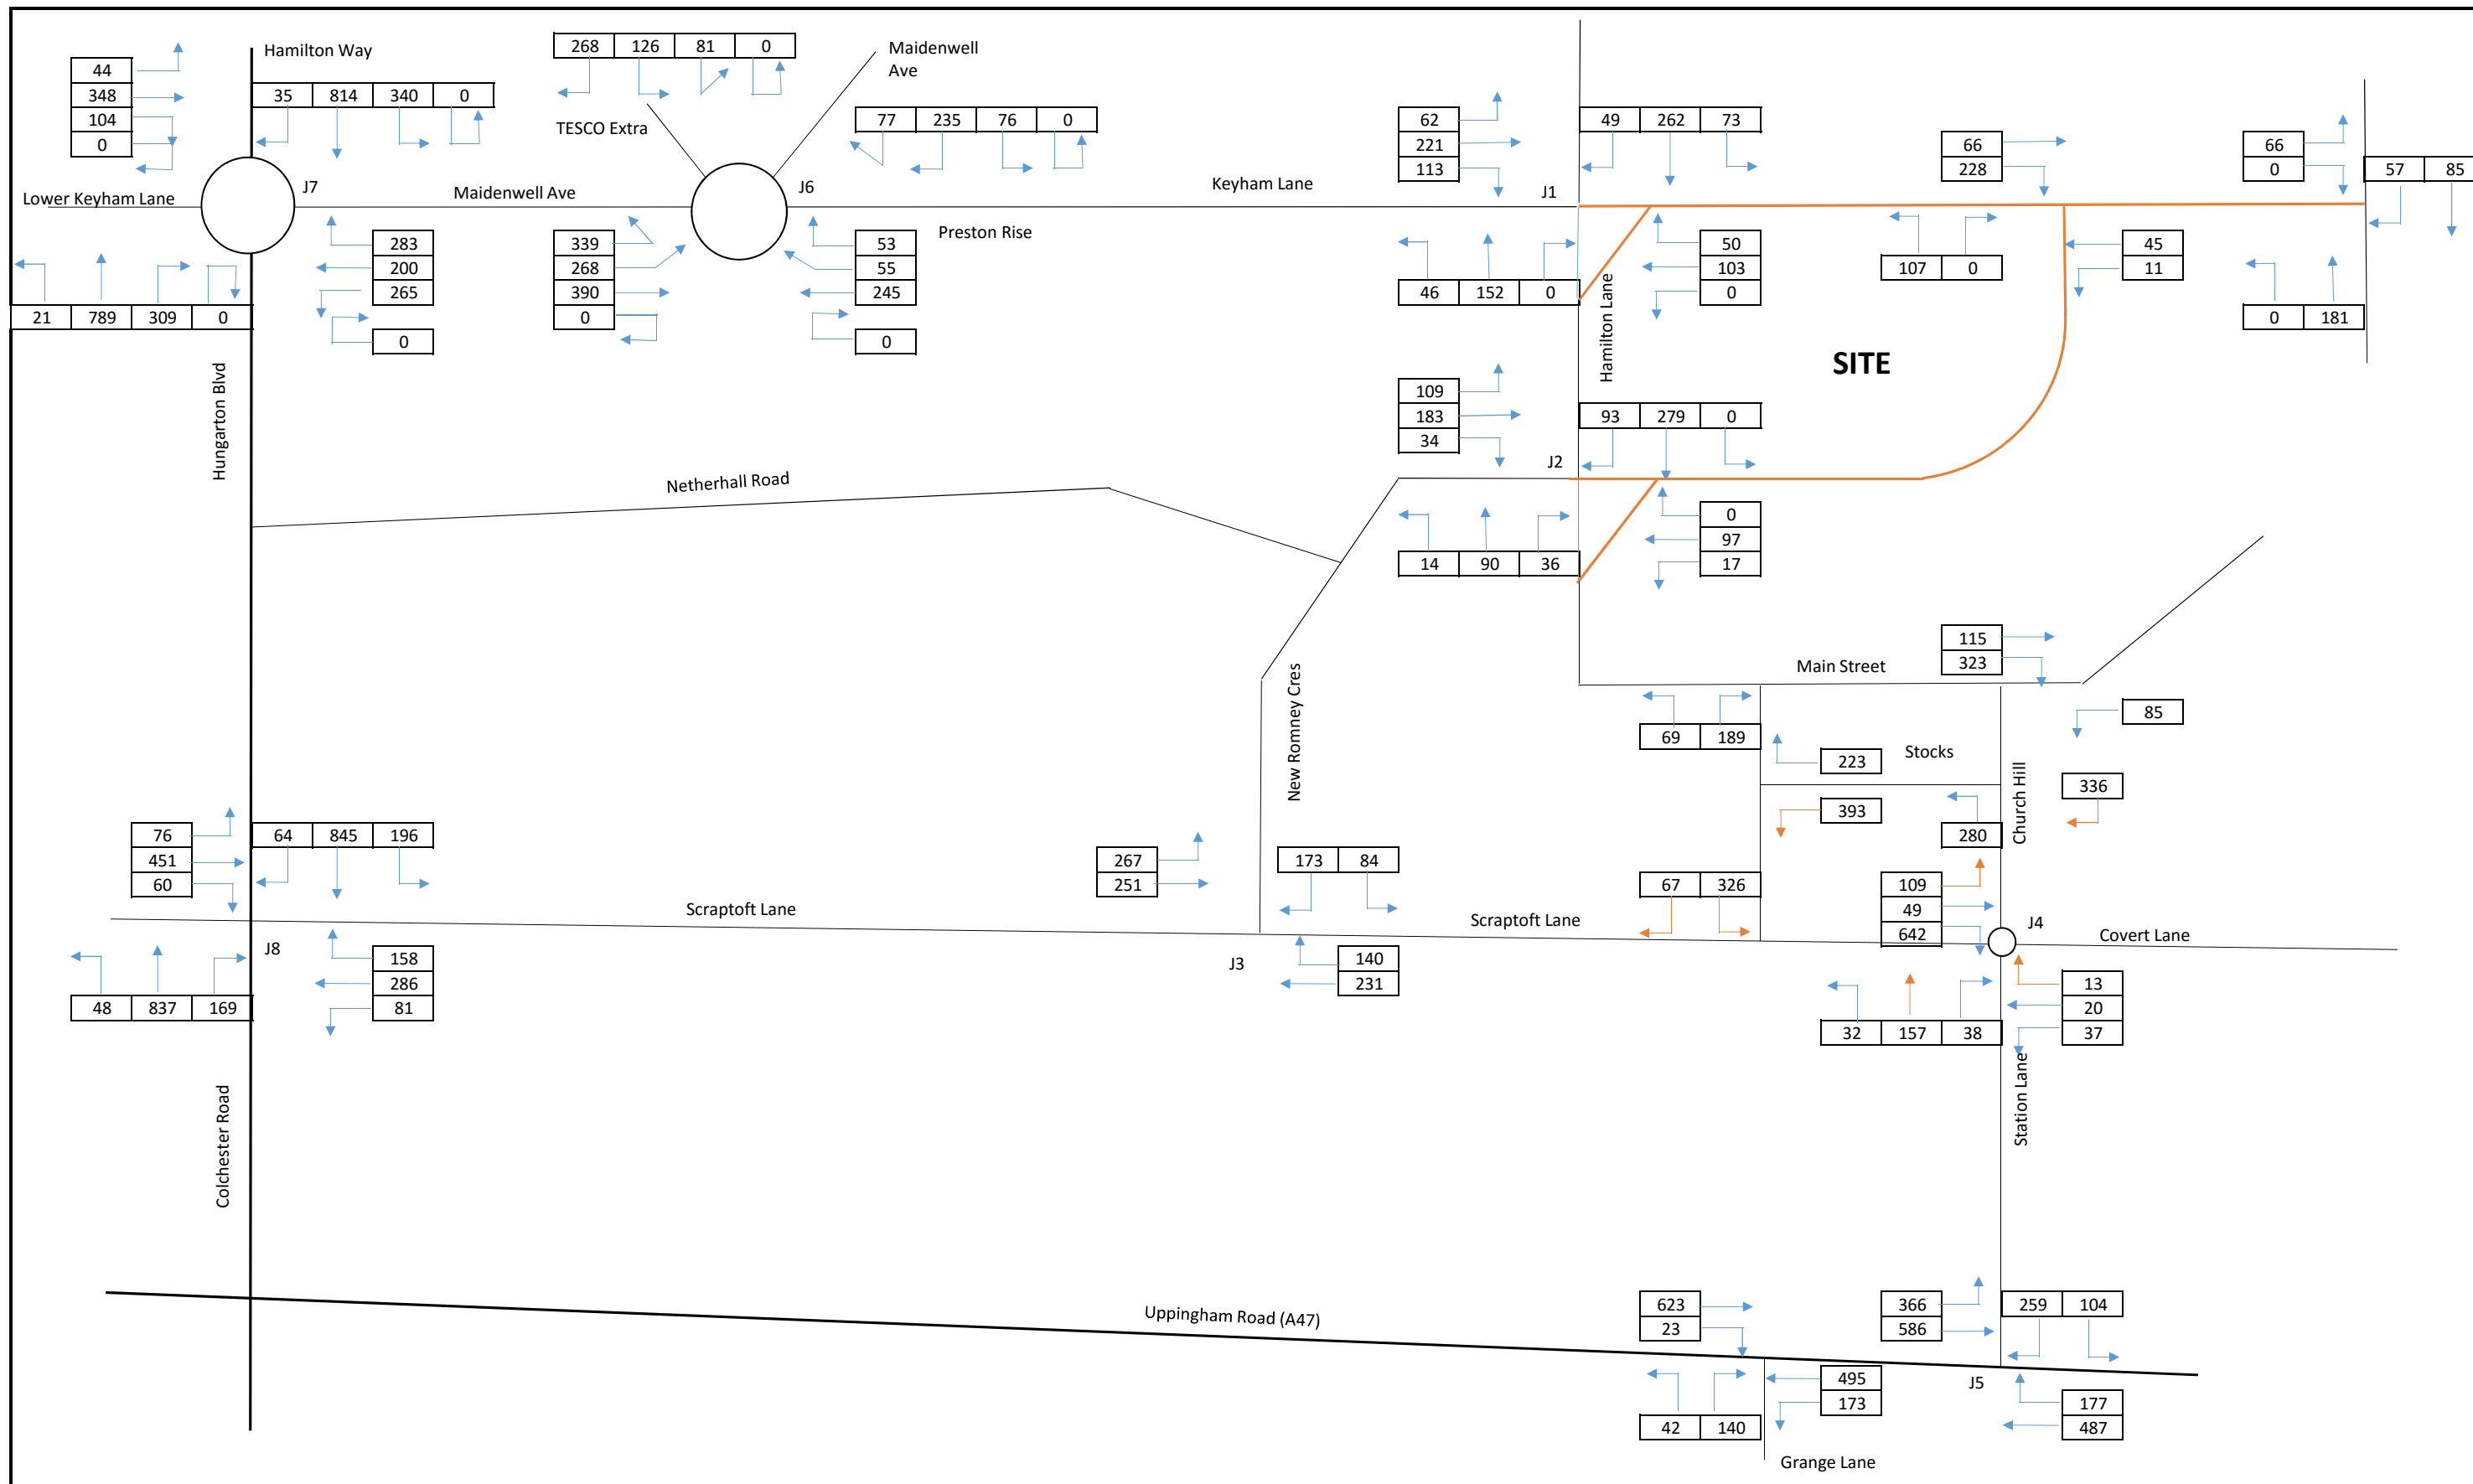 Hamilton Way
268 126 81 0
Maidenwell
Ave
44
348
104
0
35 814 340 0
TESCO Extra
77 235 76 0
62
221
113
49 262 73
66
228
66
0
57 85
Lower Keyham Lane
J7
Maidenwell Ave
J6
Keyham Lane
J1
Preston Rise
283
200
265
0
339
268
390
0
53
55
245
0
50
103
0
107 0
45
11
46 152 0
21 789 309 0
0 181
Hamilton Lane
SITE
Hungarton Blvd
109
183
34
93 279 0
J2
Netherhall Road
0
97
17
14 90 36
115
323
Main Street
New Romney Cres
85
69 189
223
Stocks
Church Hill
336
393
280
76
451
60
64 845 196
267
251
173 84
67 326
109
49
642
Scraptoft Lane
Scraptoft Lane
J4
Covert Lane
J8
158
286
81
J3
140
231
48 837 169
13
20
37
32 157 38
Station Lane
Colchester Road
Uppingham Road (A47)
623
23
366
586
259 104
495
173
J5
177
487
42 140
Grange Lane